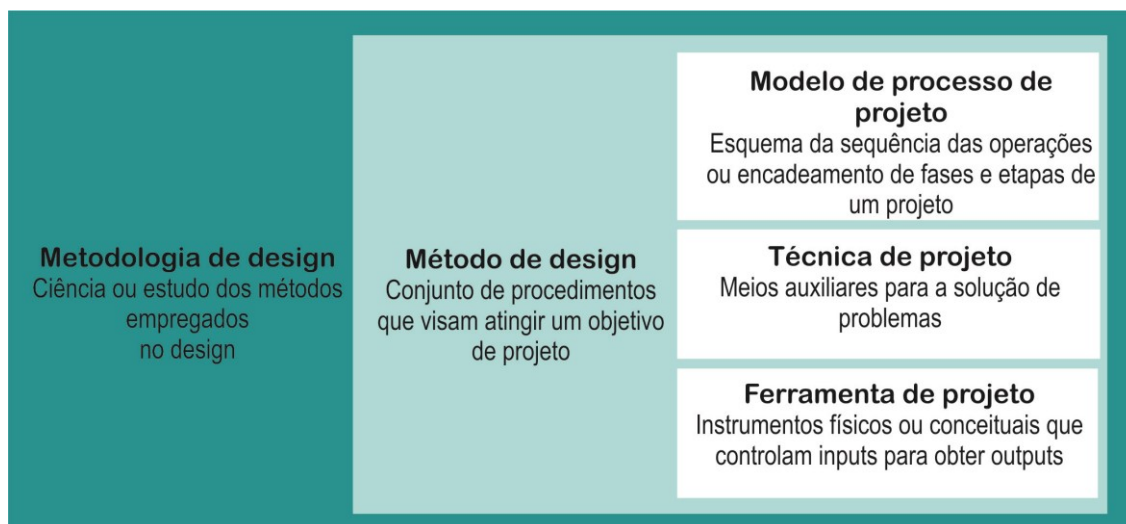 Metodologia de design
Ciência ou estudo dos métodos
empregados
no design
Método de design
Conjunto de procedimentos
que visam atingir um objetivo
de projeto
Modelo de processo de
projeto
Esquema da sequência das operações
ou encadeamento de fases e etapas de
um projeto
Técnica de projeto
Meios auxiliares para a solução de
problemas
Ferramenta de projeto
Instrumentos físicos ou conceituais que
controlam inputs para obter outputs